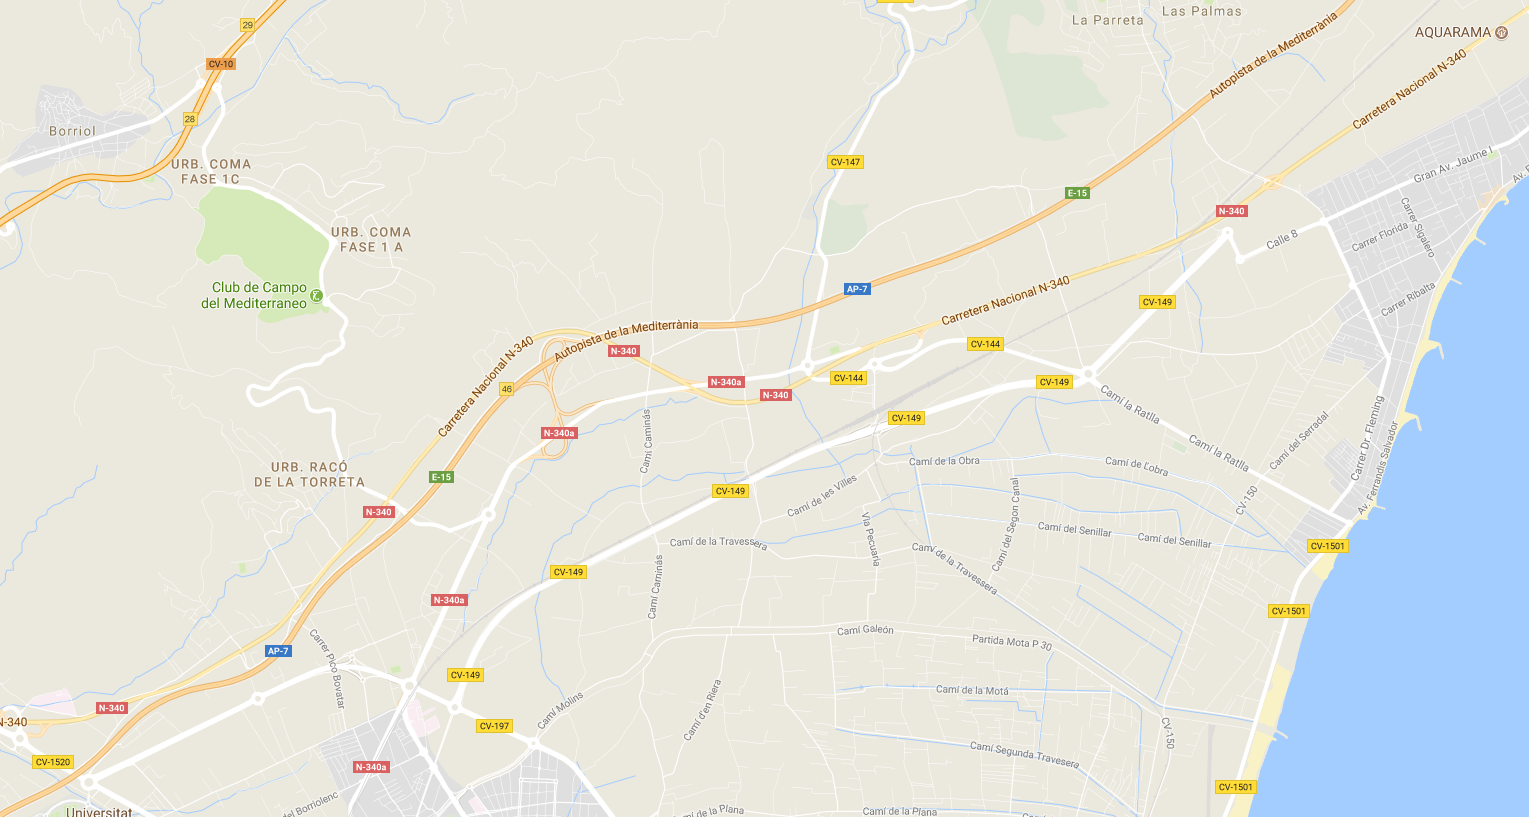 29
CV-10
28
Borriol
URB. COMA
FASE 1C
URB. COMA
FASE 1 A
Club de Campo
del Mediterraneo
URB. RACÓ
DE LA TORRETA
La Parreta
Las Palmas
AQUARAMA
Autopista de la Mediterrània
Carretera Nacional N-340
CV-147
E-15
N-340
Gran Av. Jaume I
Carrer Sigalero
Carrer Florida
Calle 8
Carrer Ribalta
AP-7
Carretera Nacional N-340
CV-149
Autopista de la Mediterrània
Carretera Nacional N-340
N-340
CV-144
46
N-340a
CV-144
CV-149
N-340
CV-149
N-340a
Camí Caminás
Camí la Ratlla
Camí la Ratlla
Camí del Serradal
Carrer Dr. Fleming
Av. Ferrandis Salvador
E-15
Camí de la Obra
Camí de Lobra
CV-149
Camí de les Villes
CV-150
N-340
Vía Pecuaria
Camí del Segon Canal
Camí del Senillar
Camí del Senillar
Camí de la Travessera
Camí de la Travessera
CV-1501
CV-149
Camí Caminás
N-340a
CV-1501
Camí Galeón
Partida Mota P 30
AP-7
Carrer Pico Bovatar
CV-149
Camí de la Motá
Camí d'en Riera
Camí Molins
N-340
N-340
CV-197
CV-150
Camí Segunda Travesera
CV-1520
N-340a
CV-1501
Universitat
del Borriolenc
Camí de la Plana